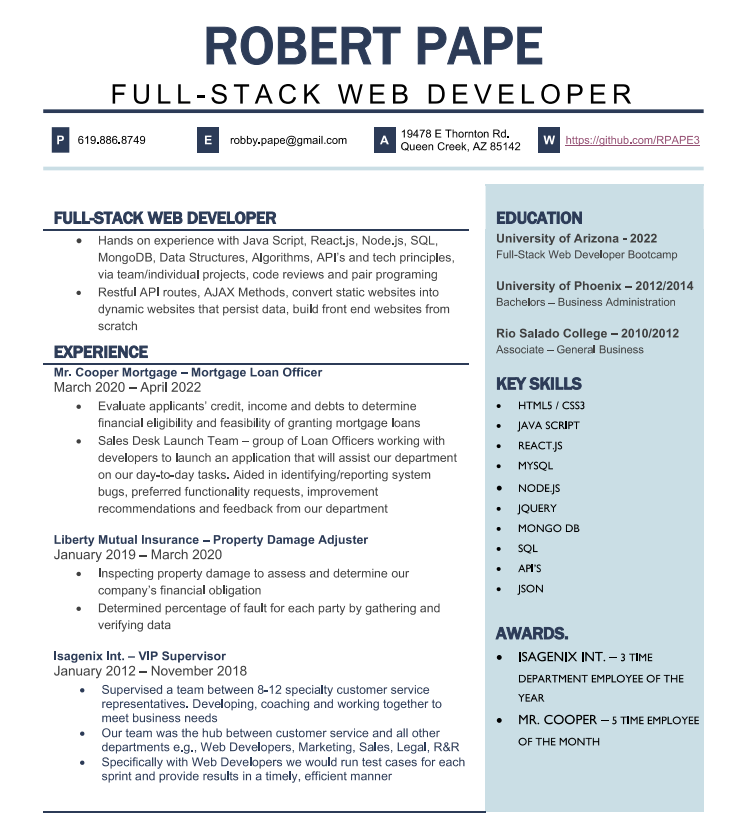 ROBERT PAPE
FULL-STACK WEB DEVELOPER
P 619.886.8749
E robby.pape@gmail.com
A 19478 E Thornton Rd.
Queen Creek, AZ 85142
W https://github.com/RPAPE3
FULL-STACK WEB DEVELOPER
• Hands on experience with Java Script, React.js, Node.js, SQL,
MongoDB, Data Structures, Algorithms, API's and tech principles,
via team/individual projects, code reviews and pair programing
• Restful API routes, AJAX Methods, convert static websites into
dynamic websites that persist data, build front end websites from
scratch
EXPERIENCE
Mr. Cooper Mortgage – Mortgage Loan Officer
March 2020 – April 2022
• Evaluate applicants' credit, income and debts to determine
financial eligibility and feasibility of granting mortgage loans
• Sales Desk Launch Team – group of Loan Officers working with
developers to launch an application that will assist our department
on our day-to-day tasks. Aided in identifying/reporting system
bugs, preferred functionality requests, improvement
recommendations and feedback from our department
Liberty Mutual Insurance – Property Damage Adjuster
January 2019 – March 2020
• Inspecting property damage to assess and determine our
company's financial obligation
• Determined percentage of fault for each party by gathering and
verifying data
Isagenix Int. – VIP Supervisor
January 2012 – November 2018
• Supervised a team between 8-12 specialty customer service
representatives. Developing, coaching and working together to
meet business needs
• Our team was the hub between customer service and all other
departments e.g., Web Developers, Marketing, Sales, Legal, R&R
• Specifically with Web Developers we would run test cases for each
sprint and provide results in a timely, efficient manner
EDUCATION
University of Arizona - 2022
Full-Stack Web Developer Bootcamp
University of Phoenix – 2012/2014
Bachelors – Business Administration
Rio Salado College – 2010/2012
Associate – General Business
KEY SKILLS
• HTML5 / CSS3
• JAVA SCRIPT
• REACT.JS
• MYSQL
• NODE.JS
• JQUERY
• MONGO DB
• SQL
• API'S
• JSON
AWARDS.
• ISAGENIX INT. – 3 TIME
DEPARTMENT EMPLOYEE OF THE
YEAR
• MR. COOPER – 5 TIME EMPLOYEE
OF THE MONTH